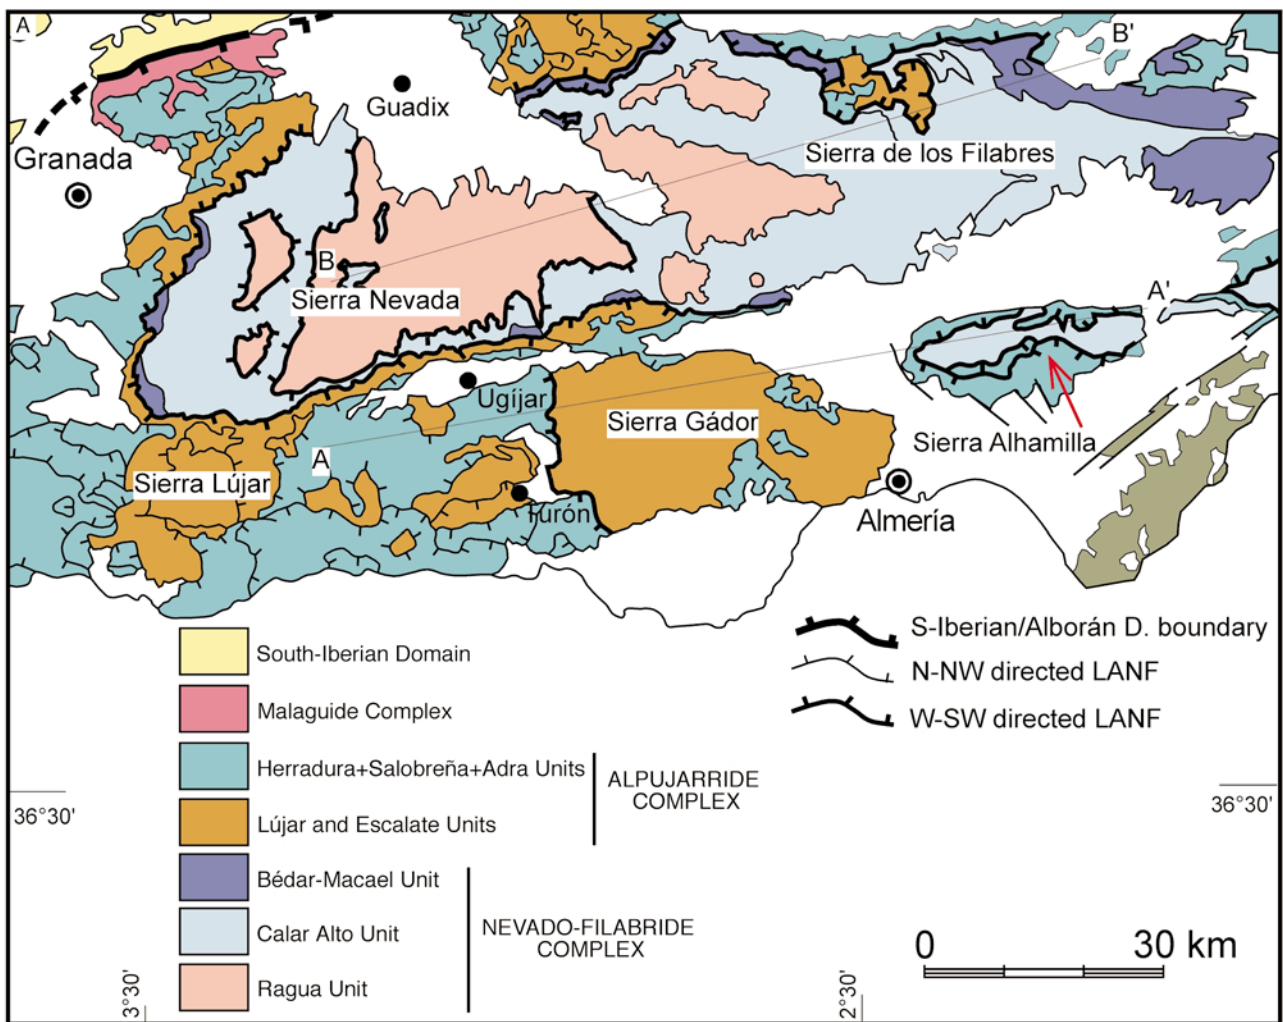 A
B'
Guadix
Granada
Sierra de los Filabres
B
Sierra Nevada
A'
Ugíjar
Sierra Gádor
Sierra Alhamilla
A
Sierra Lújar
Turón
Almería
South-Iberian Domain
Malaguide Complex
Herradura+Salobreña+Adra Units
Lújar and Escalate Units
ALPUJARRIDE
COMPLEX
Bédar-Macael Unit
Calar Alto Unit
Ragua Unit
NEVADO-FILABRIDE
COMPLEX
S-Iberian/Alborán D. boundary
N-NW directed LANF
W-SW directed LANF
36°30'
36°30'
0 30 km
3°30'
2°30'